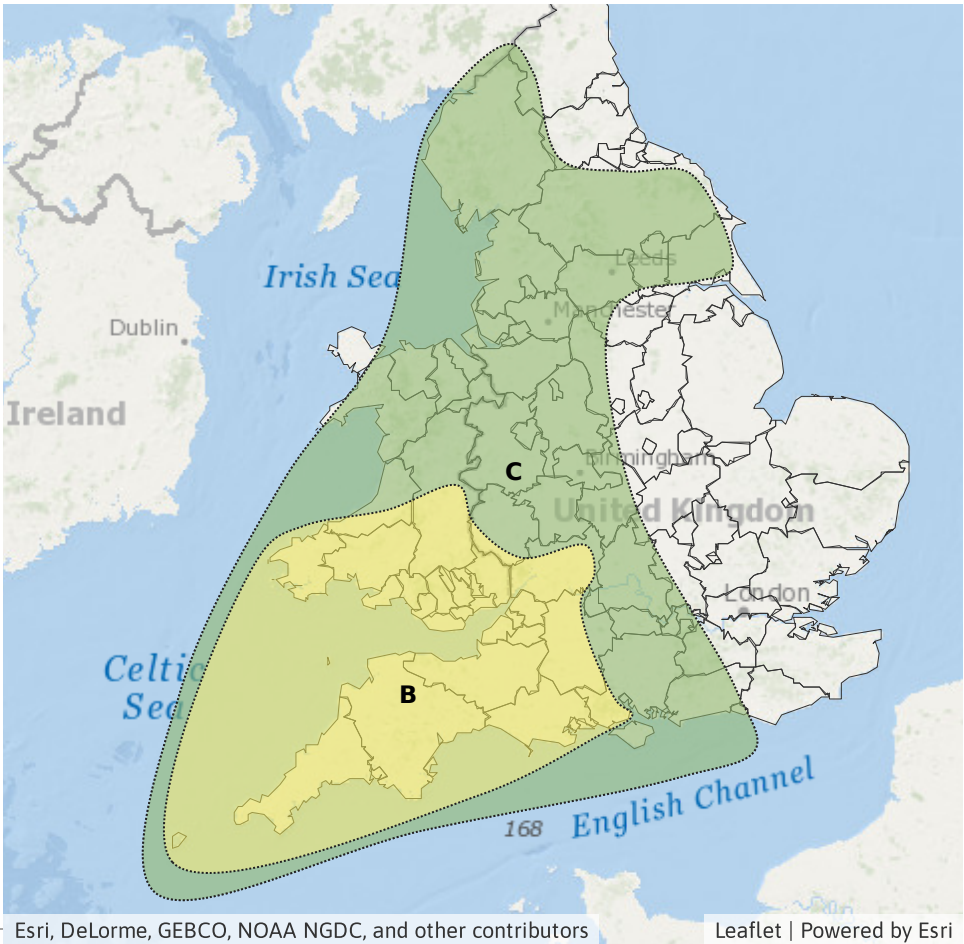 Leeds
Irish Sea
Manchester
Dublin
Ireland
Birmingham
C
United Kingdom
London
Celtic
Sea
B
English Channel
168
Esri, DeLorme, GEBCO, NOAA NGDC, and other contributors
Leaflet | Powered by Esri